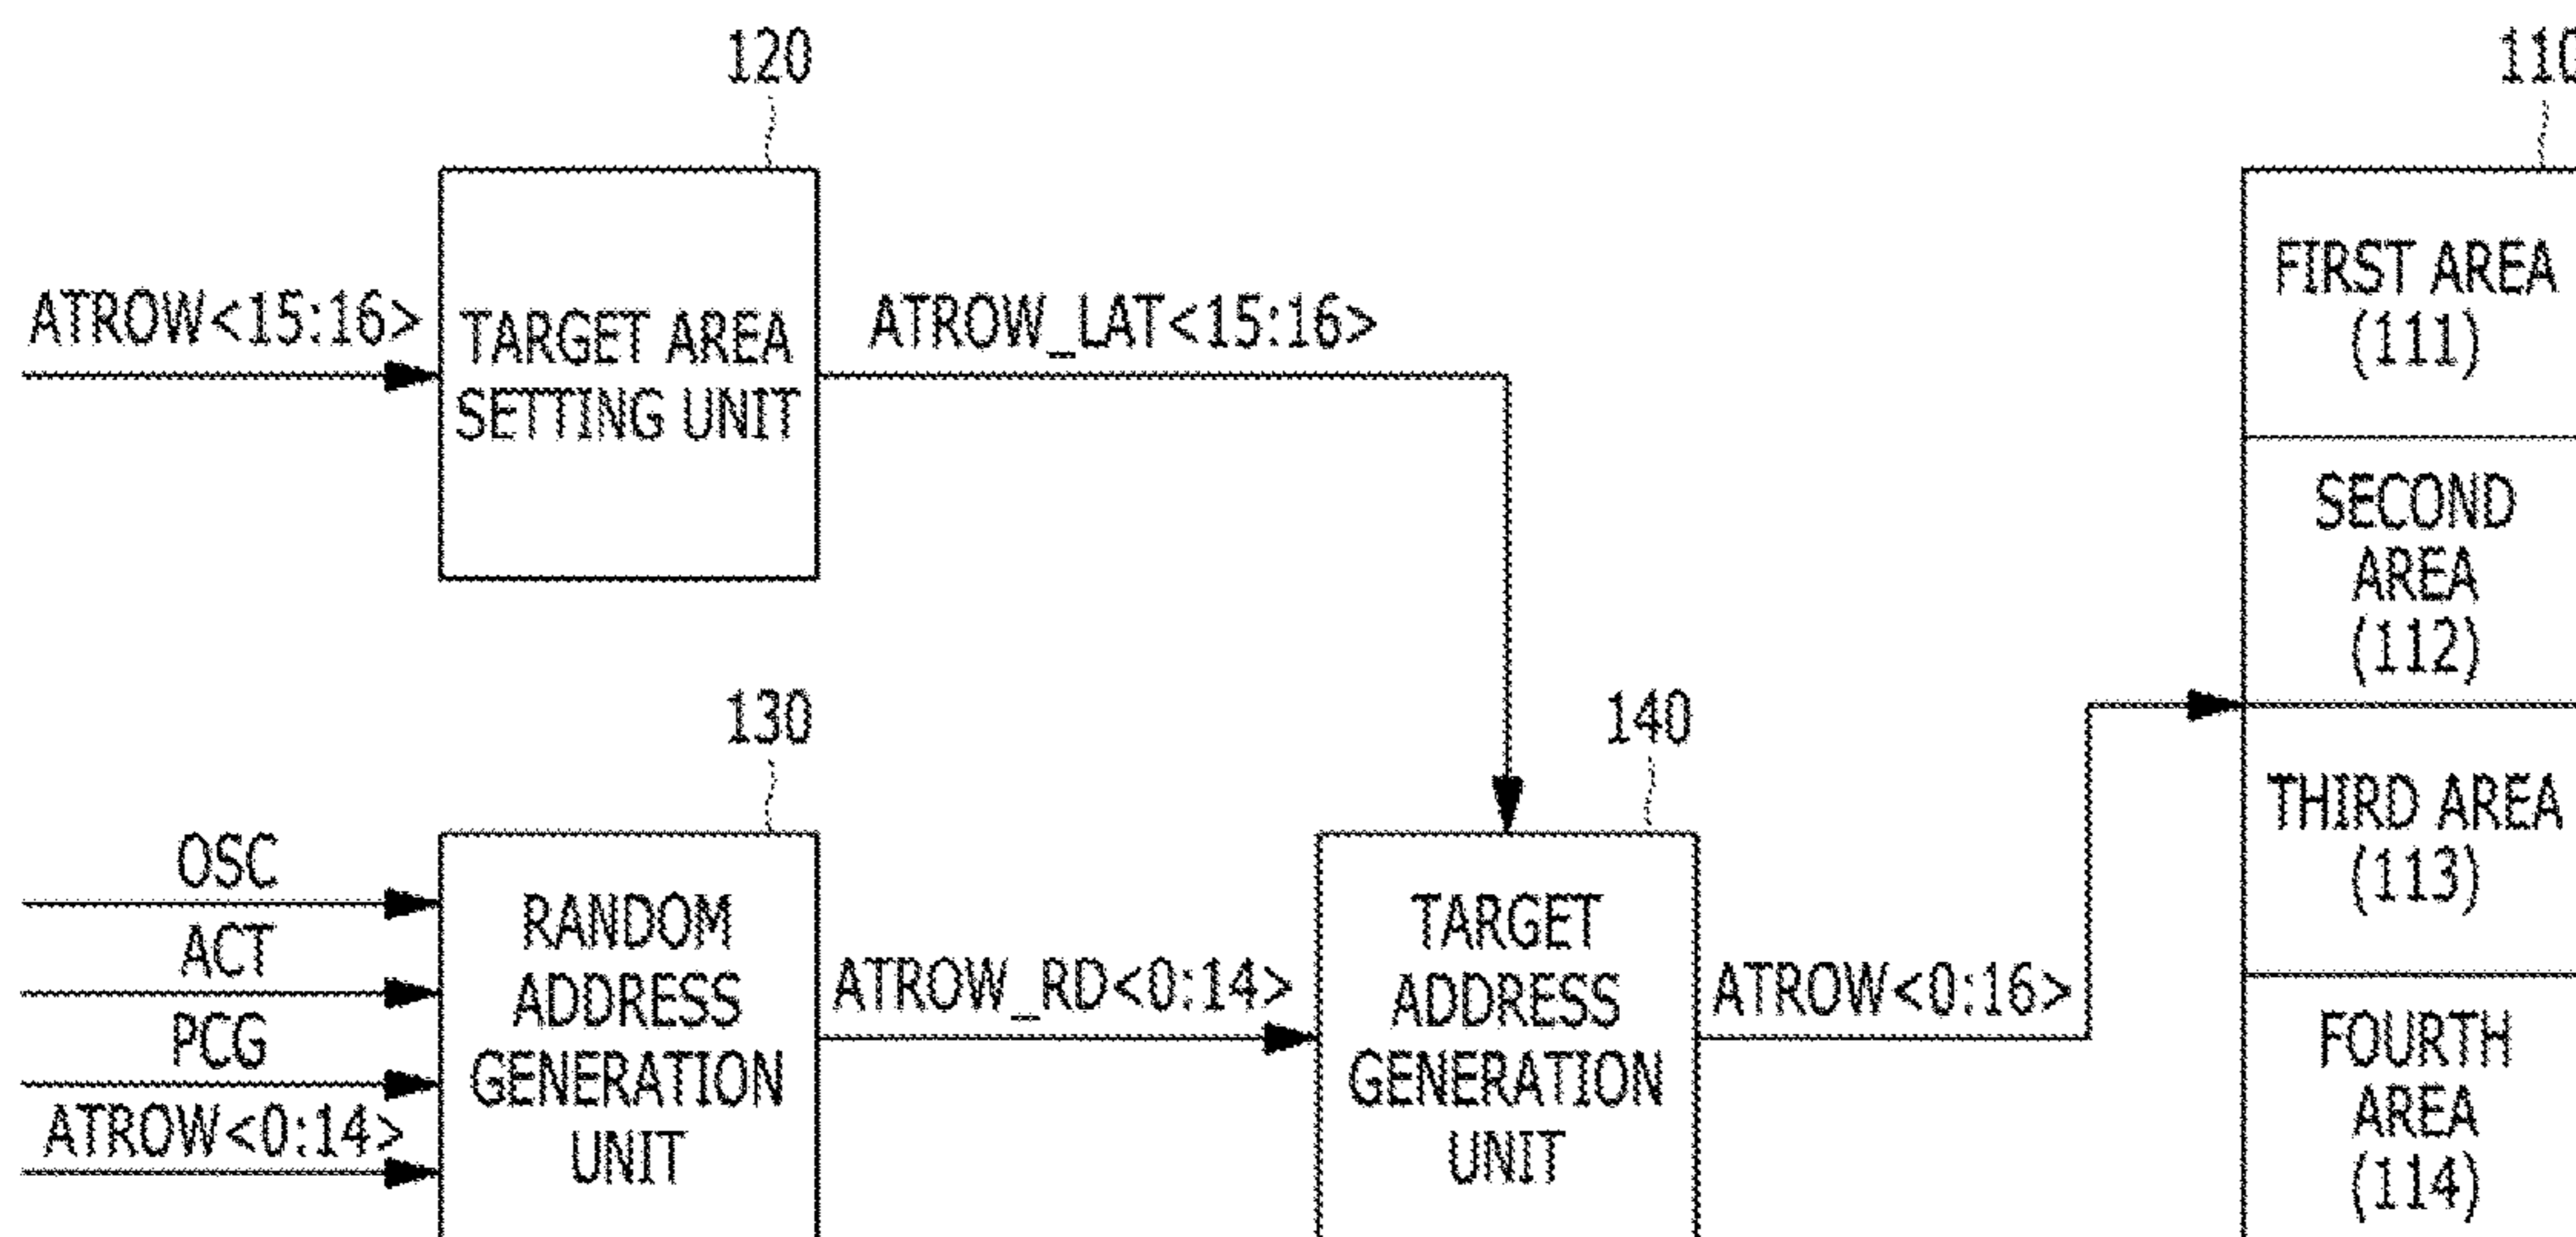 120
110
ATROW<15:16>
TARGET AREA
SETTING UNIT
ATROW_LAT<15:16>
FIRST AREA
(111)
SECOND
AREA
(112)
130
140
OSC
ACT
PCG
ATROW<0:14>
RANDOM
ADDRESS
GENERATION
UNIT
ATROW_RD<0:14>
TARGET
ADDRESS
GENERATION
UNIT
ATROW<0:16>
THIRD AREA
(113)
FOURTH
AREA
(114)